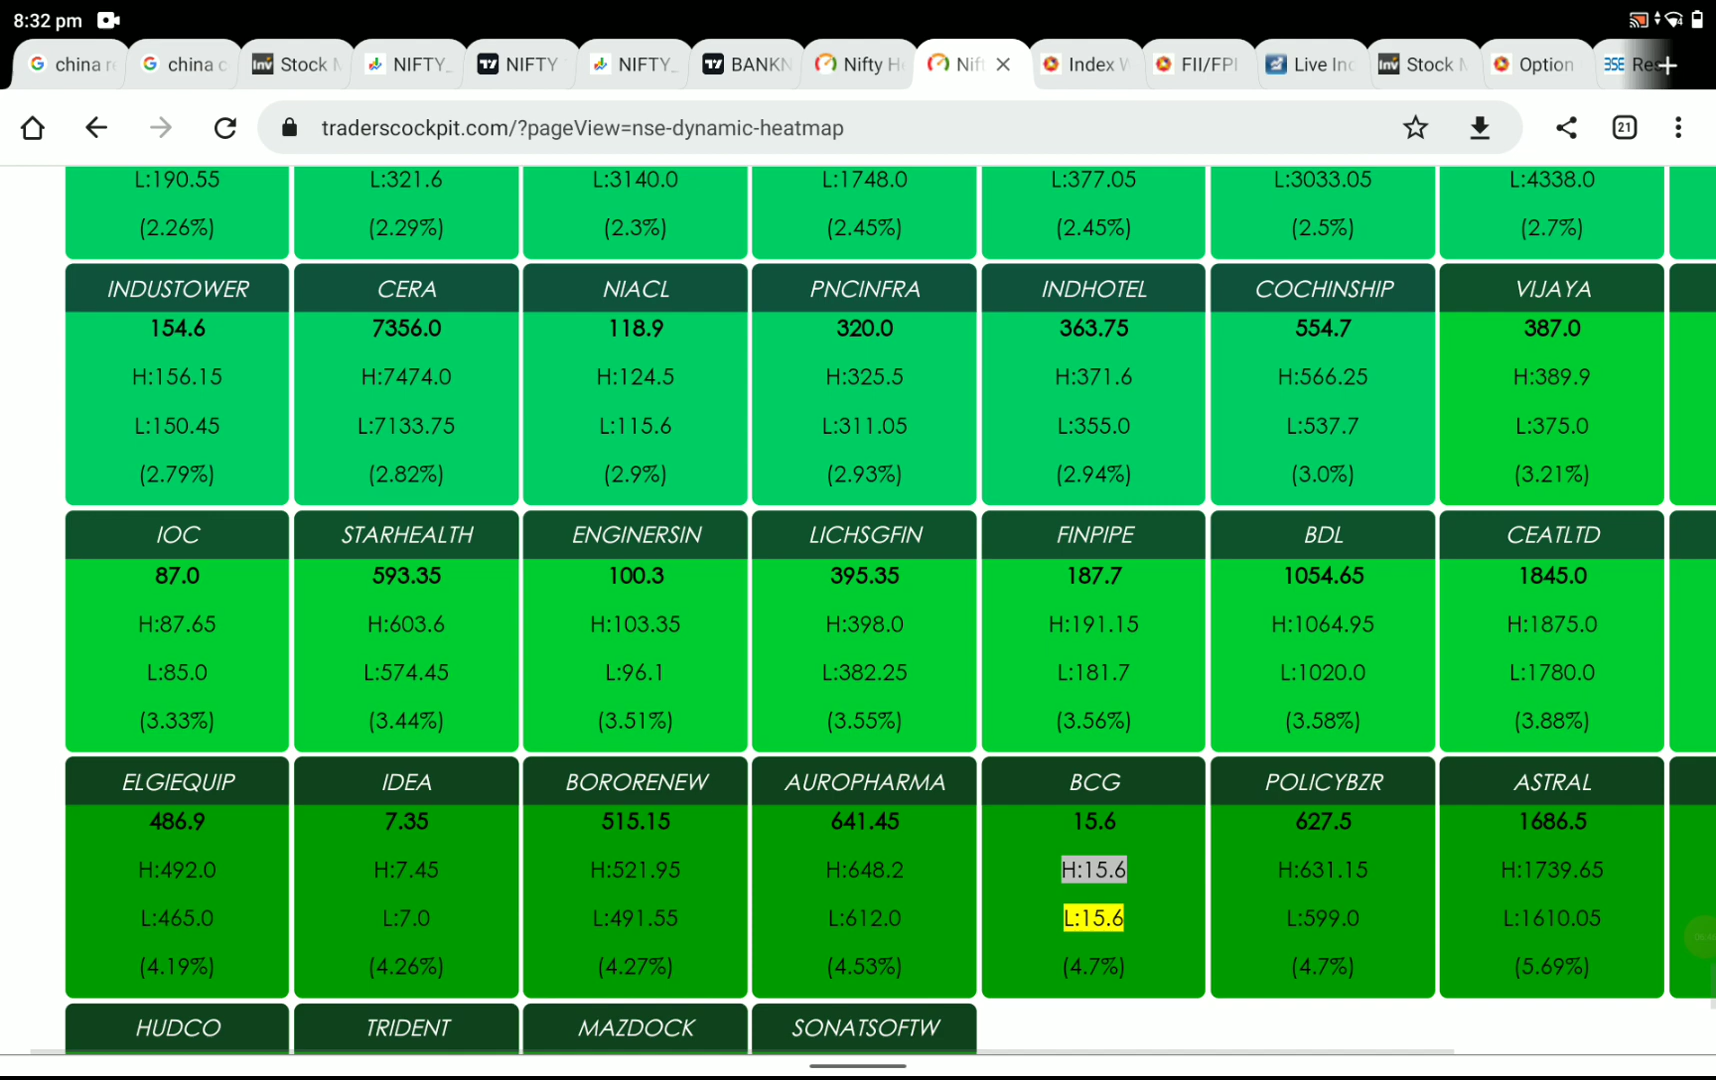 8:32 pm
china re
china c
Stock M
NIFTY_
NIFTY
NIFTY_
BANKN
Nifty He
Nift
Index W
FII/FPI
Live Inc
Stock M
Option
BSE Res
traderscockpit.com/?pageView=nse-dynamic-heatmap
21
L:190.55 L:321.6 L:3140.0 L:1748.0 L:377.05 L:3033.05 L:4338.0
(2.26%) (2.29%) (2.3%) (2.45%) (2.45%) (2.5%) (2.7%)
INDUSTOWER CERA NIACL PNCINFRA INDHOTEL COCHINSHIP VIJAYA
154.6 7356.0 118.9 320.0 363.75 554.7 387.0
H:156.15 H:7474.0 H:124.5 H:325.5 H:371.6 H:566.25 H:389.9
L:150.45 L:7133.75 L:115.6 L:311.05 L:355.0 L:537.7 L:375.0
(2.79%) (2.82%) (2.9%) (2.93%) (2.94%) (3.0%) (3.21%)
IOC STARHEALTH ENGINERSIN LICHSGFIN FINPIPE BDL CEATLTD
87.0 593.35 100.3 395.35 187.7 1054.65 1845.0
H:87.65 H:603.6 H:103.35 H:398.0 H:191.15 H:1064.95 H:1875.0
L:85.0 L:574.45 L:96.1 L:382.25 L:181.7 L:1020.0 L:1780.0
(3.33%) (3.44%) (3.51%) (3.55%) (3.56%) (3.58%) (3.88%)
ELGIEQUIP IDEA BORORENEW AUROPHARMA BCG POLICYBZR ASTRAL
486.9 7.35 515.15 641.45 15.6 627.5 1686.5
H:492.0 H:7.45 H:521.95 H:648.2 H:15.6 H:631.15 H:1739.65
L:465.0 L:7.0 L:491.55 L:612.0 L:15.6 L:599.0 L:1610.05
(4.19%) (4.26%) (4.27%) (4.53%) (4.7%) (4.7%) (5.69%)
HUDCO TRIDENT MAZDOCK SONATSOFTW